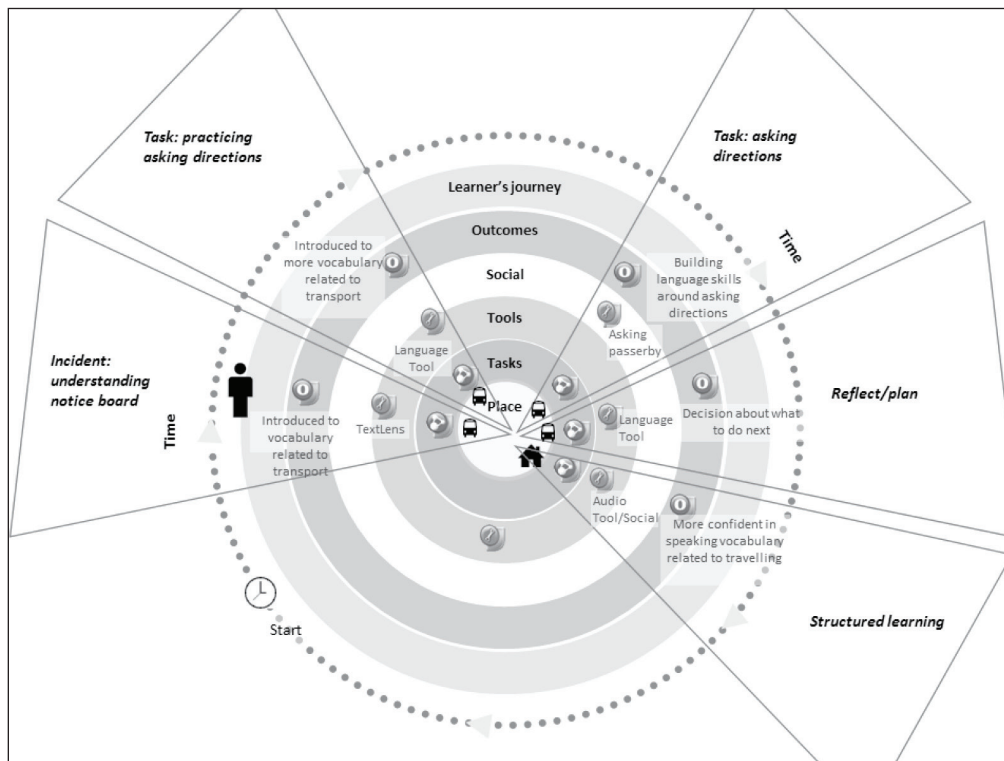 Task: practicing
asking directions
Task: asking
directions
Learner's journey
Outcomes
Social
Tools
Tasks
Place
Time
Introduced to
more vocabulary
related to
transport
Building
language skills
around asking
directions
Language
Tool
Asking
passerby
Incident:
understanding
notice board
Time
Introduced to
vocabulary
related to
transport
TextLens
Language
Tool
Decision about what
to do next
Reflect/plan
Audio
Tool/Social
More confident in
speaking vocabulary
related to travelling
Structured learning
Start